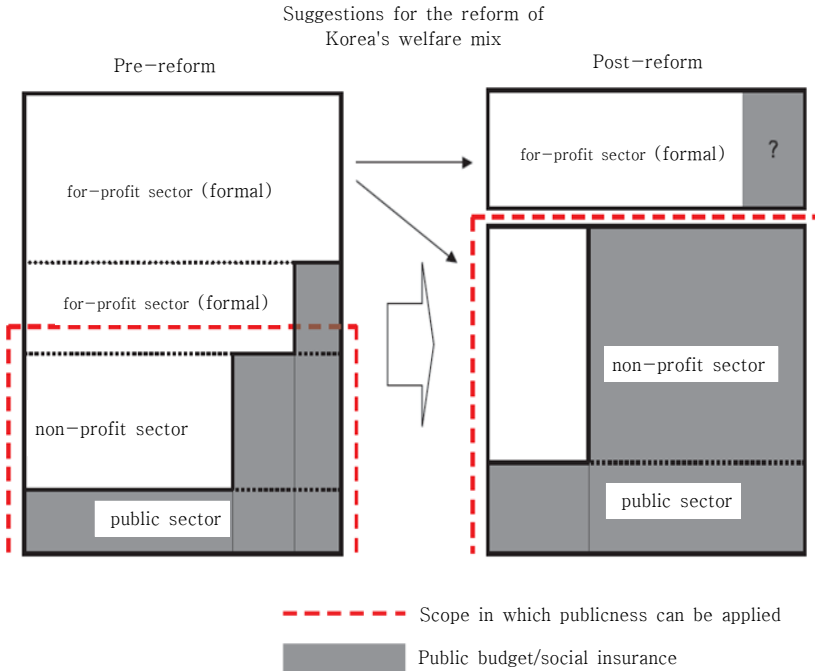 Suggestions for the reform of
Korea's welfare mix
Pre-reform
Post-reform
for-profit sector (formal)
for-profit sector (formal)
?
for-profit sector (formal)
non-profit sector
non-profit sector
public sector
public sector
Scope in which publicness can be applied
Public budget/social insurance